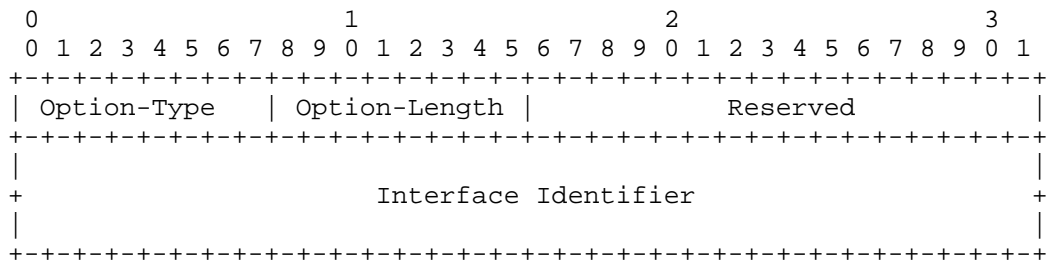 0                   1                   2                   3
 0 1 2 3 4 5 6 7 8 9 0 1 2 3 4 5 6 7 8 9 0 1 2 3 4 5 6 7 8 9 0 1
+-+-+-+-+-+-+-+-+-+-+-+-+-+-+-+-+-+-+-+-+-+-+-+-+-+-+-+-+-+-+-+-+
| Option-Type   | Option-Length |            Reserved           |
+-+-+-+-+-+-+-+-+-+-+-+-+-+-+-+-+-+-+-+-+-+-+-+-+-+-+-+-+-+-+-+-+
|                                                               |
+                      Interface Identifier                     +
|                                                               |
+-+-+-+-+-+-+-+-+-+-+-+-+-+-+-+-+-+-+-+-+-+-+-+-+-+-+-+-+-+-+-+-+